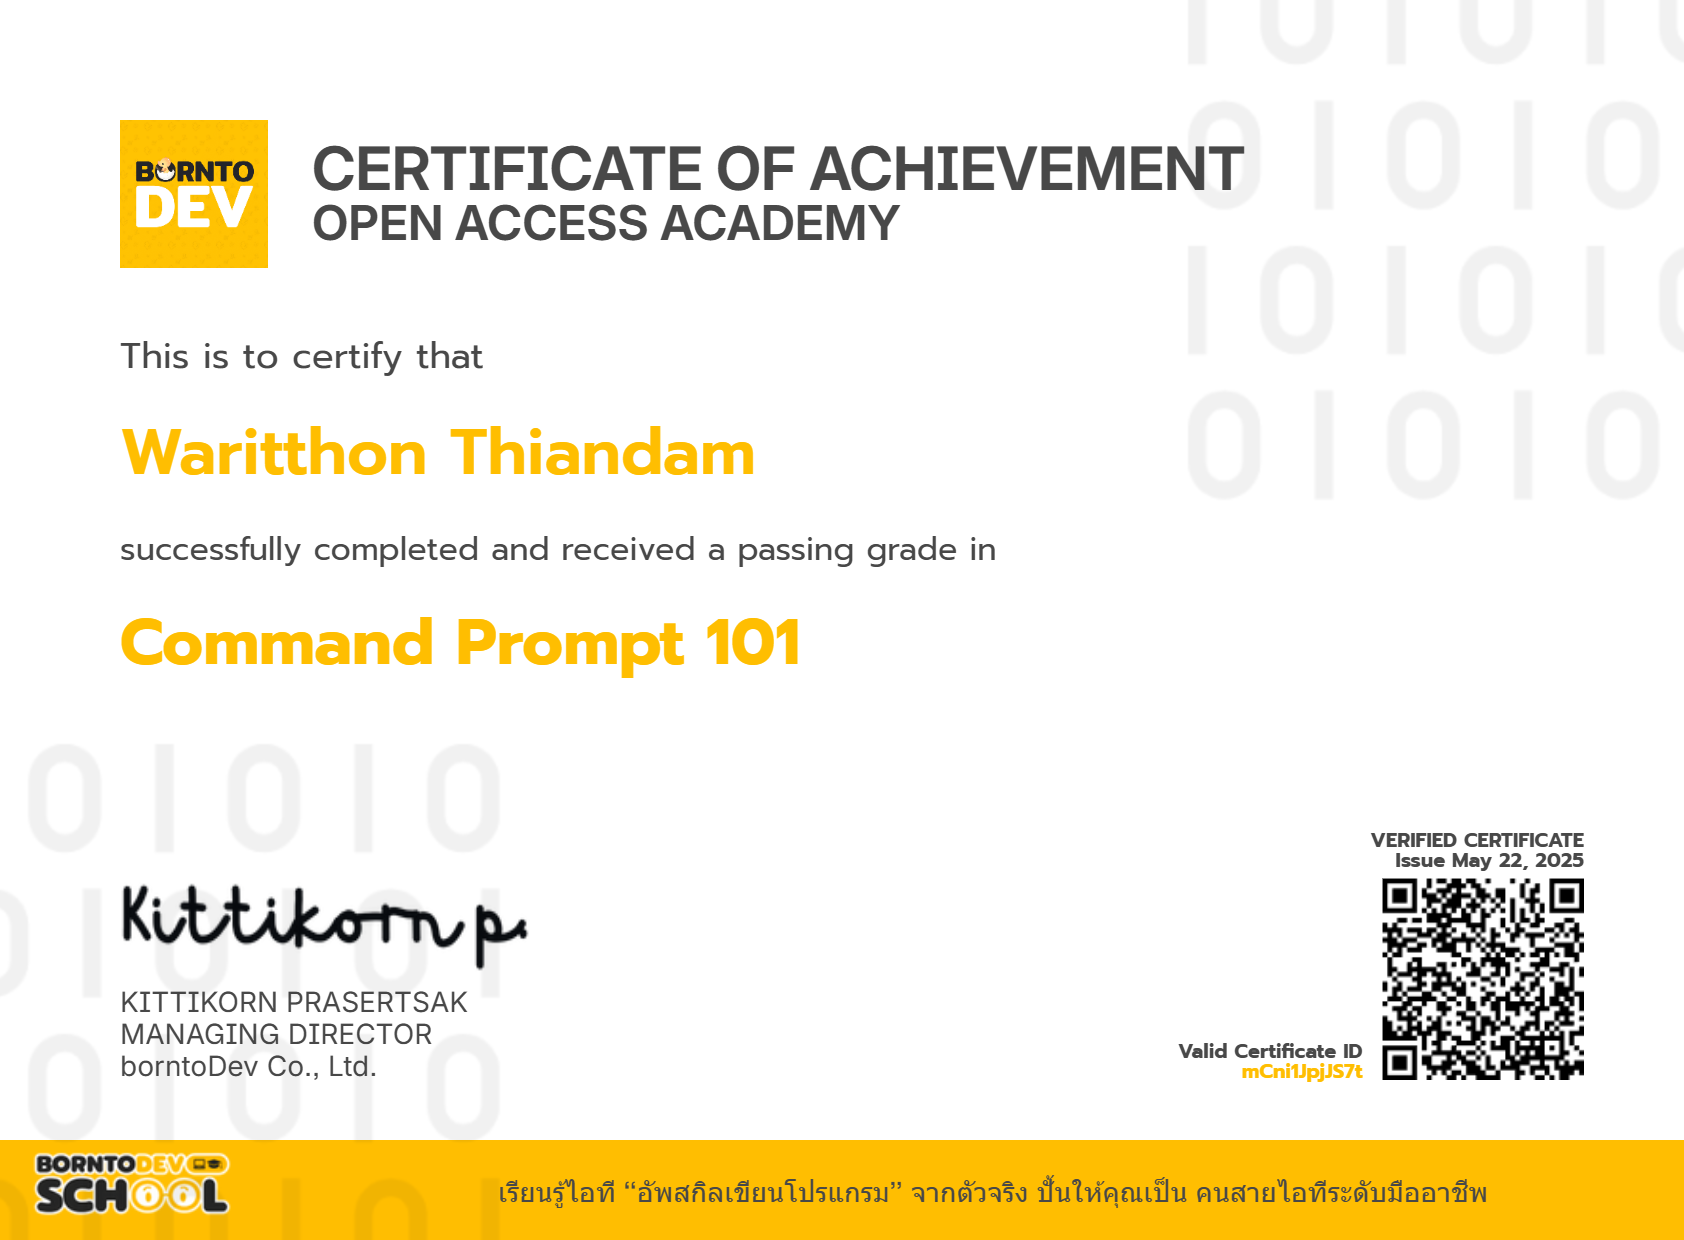 BORNTO
DEV
CERTIFICATE OF ACHIEVEMENT
OPEN ACCESS ACADEMY
This is to certify that
Waritthon Thiandam
successfully completed and received a passing grade in
Command Prompt 101
Kittikorn p.
KITTIKORN PRASERTSAK
MANAGING DIRECTOR
borntoDev Co., Ltd.
VERIFIED CERTIFICATE
Issue May 22, 2025
Valid Certificate ID
mCni1JpjJS7t
BORNTODEV
SCHOOL
เรียนรู้ไอที “อัพสกิลเขียนโปรแกรม” จากตัวจริง ปั้นให้คุณเป็น คนสายไอทีระดับมืออาชีพ